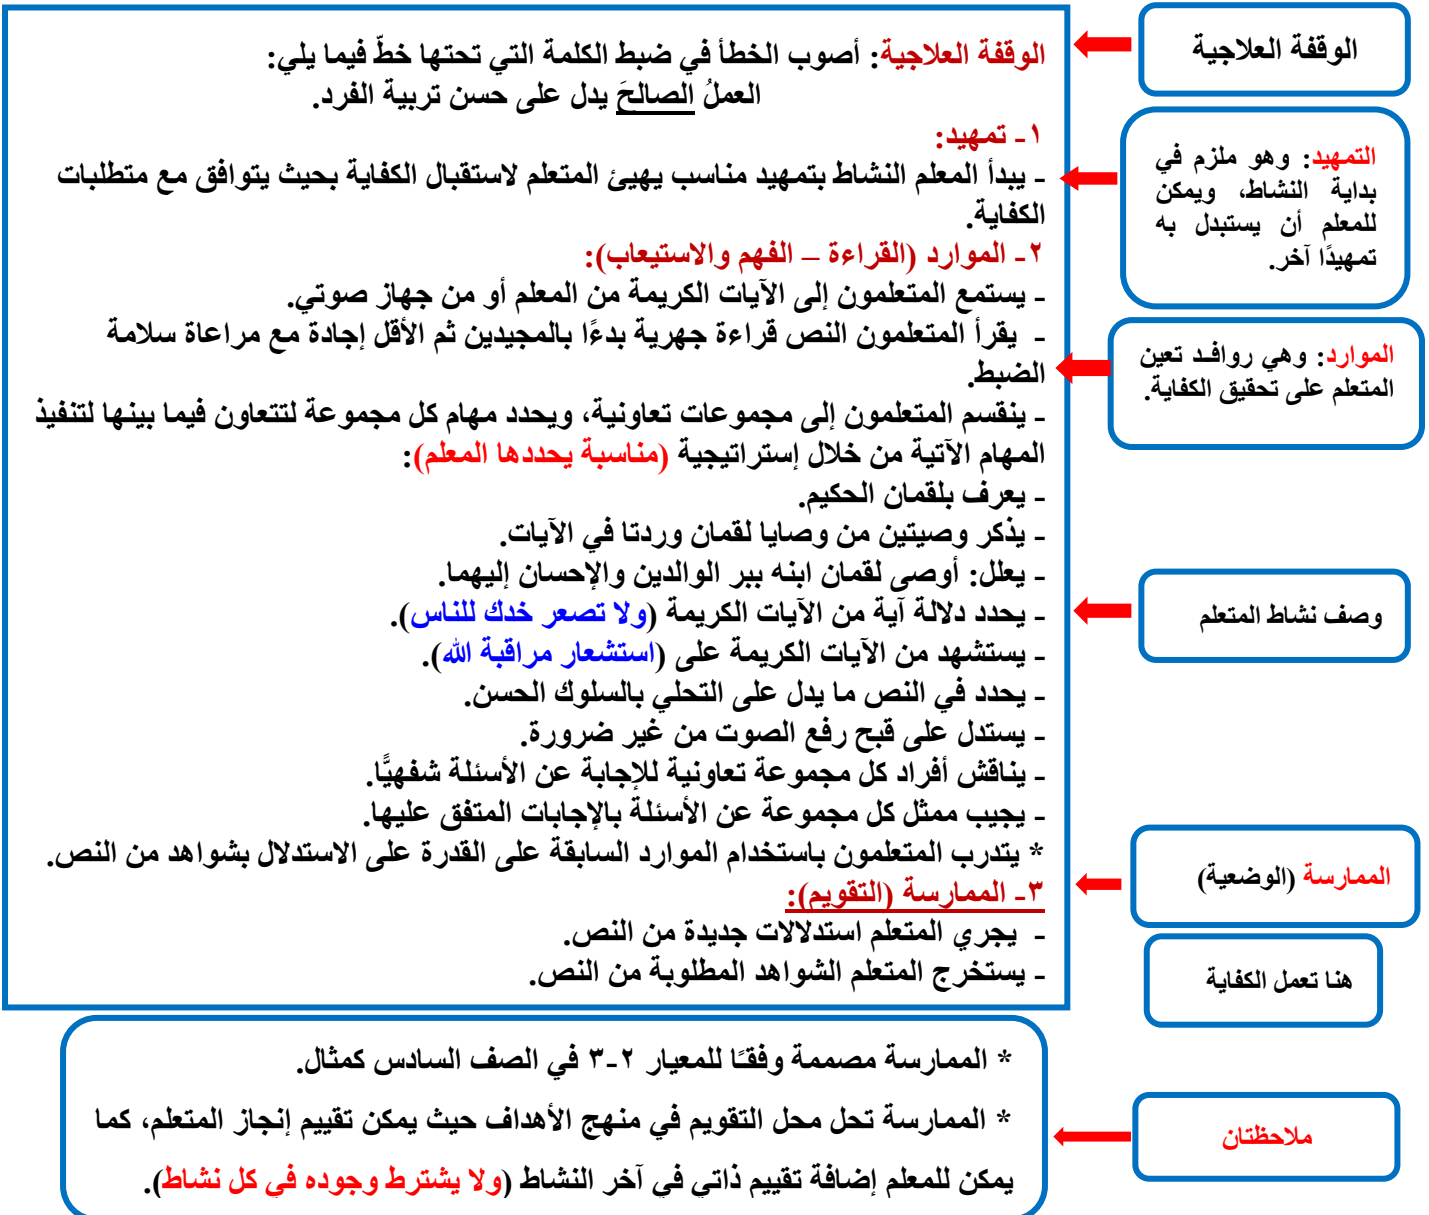 الوقفة العلاجية
الوقفة العلاجية: أصوب الخطأ في ضبط الكلمة التي تحتها خطّ فيما يلي:
العملُ الصالحَ يدل على حسن تربية الفرد.
١- تمهيد:
- يبدأ المعلم النشاط بتمهيد مناسب يهيئ المتعلم لاستقبال الكفاية بحيث يتوافق مع متطلبات
الكفاية.
٢- الموارد (القراءة – الفهم والاستيعاب):
- يستمع المتعلمون إلى الآيات الكريمة من المعلم أو من جهاز صوتي.
- يقرأ المتعلمون النص قراءة جهرية بدءًا بالمجيدين ثم الأقل إجادة مع مراعاة سلامة
الضبط.
- ينقسم المتعلمون إلى مجموعات تعاونية، ويحدد مهام كل مجموعة لتتعاون فيما بينها لتنفيذ
المهام الآتية من خلال إستراتيجية (مناسبة يحددها المعلم):
- يعرف بلقمان الحكيم.
- يذكر وصيتين من وصايا لقمان وردتا في الآيات.
- يعلل: أوصى لقمان ابنه ببر الوالدين والإحسان إليهما.
- يحدد دلالة آية من الآيات الكريمة (ولا تصعر خدك للناس).
- يستشهد من الآيات الكريمة على (استشعار مراقبة الله).
- يحدد في النص ما يدل على التحلي بالسلوك الحسن.
- يستدل على قبح رفع الصوت من غير ضرورة.
- يناقش أفراد كل مجموعة تعاونية للإجابة عن الأسئلة شفهيًّا.
- يجيب ممثل كل مجموعة عن الأسئلة بالإجابات المتفق عليها.
* يتدرب المتعلمون باستخدام الموارد السابقة على القدرة على الاستدلال بشواهد من النص.
٣- الممارسة (التقويم):
- يجري المتعلم استدلالات جديدة من النص.
- يستخرج المتعلم الشواهد المطلوبة من النص.
التمهيد: وهو ملزم في
بداية النشاط، ويمكن
للمعلم أن يستبدل به
تمهيدًا آخر.
الموارد: وهي روافد تعين
المتعلم على تحقيق الكفاية.
وصف نشاط المتعلم
الممارسة (الوضعية)
هنا تعمل الكفاية
ملاحظتان
* الممارسة مصممة وفقًا للمعيار ٢-٣ في الصف السادس كمثال.
* الممارسة تحل محل التقويم في منهج الأهداف حيث يمكن تقييم إنجاز المتعلم، كما
يمكن للمعلم إضافة تقييم ذاتي في آخر النشاط (ولا يشترط وجوده في كل نشاط).